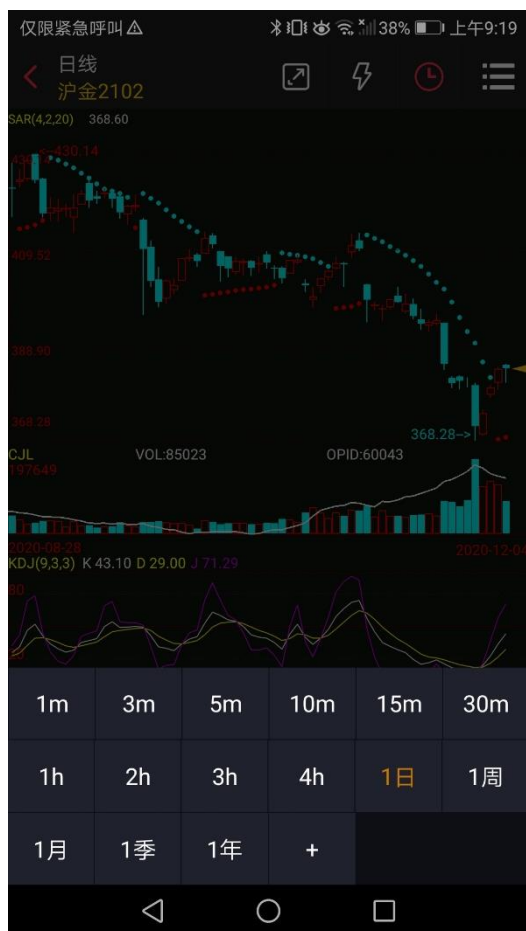 仅限紧急呼叫
38% 上午9:19
日线
沪金2102
SAR(4,2,20) 368.60
430.14
409.52
388.90
368.28
368.28
CJL VOL:85023 OPID:60043
197649
2020-08-28 2020-12-04
KDJ(9,3,3) K 43.10 D 29.00 J 71.29
80
20
1m 3m 5m 10m 15m 30m
1h 2h 3h 4h 1日 1周
1月 1季 1年 +